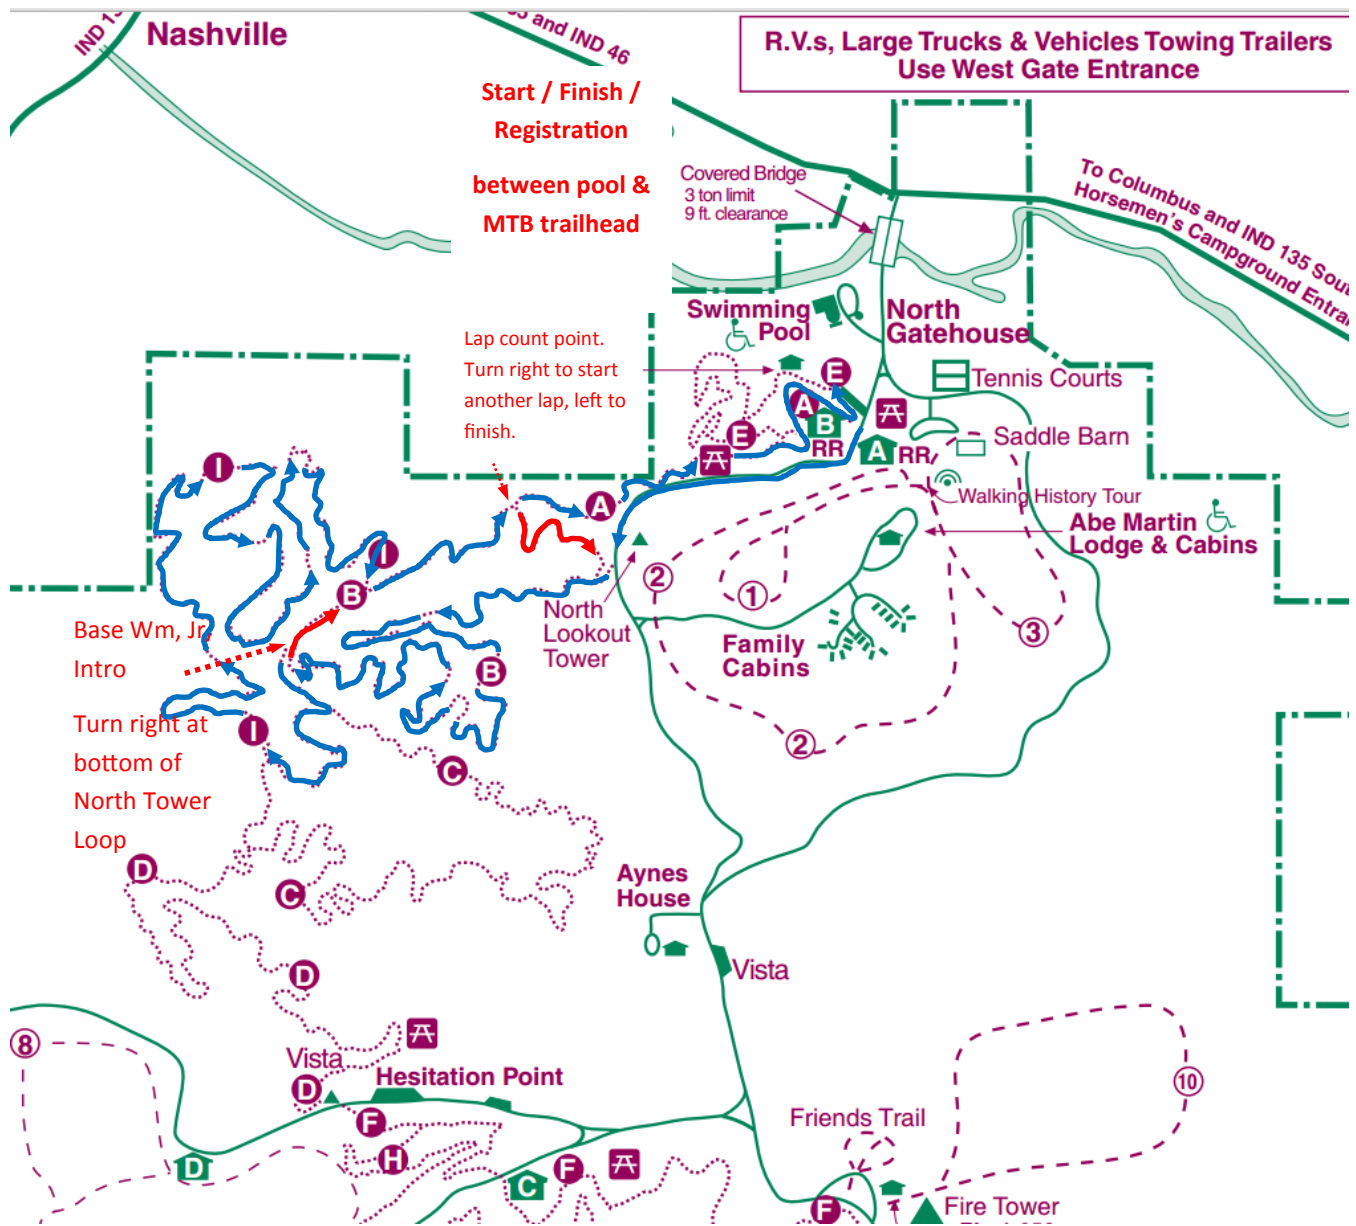 IND 13
Nashville
35 and IND 46
R.V.s, Large Trucks & Vehicles Towing Trailers
Use West Gate Entrance
Start / Finish /
Registration
between pool &
MTB trailhead
Covered Bridge
3 ton limit
9 ft. clearance
To Columbus and IND 135 Sout
Horsemen's Campground Entran
Swimming
Pool
North
Gatehouse
Lap count point.
Turn right to start
another lap, left to
finish.
E
Tennis Courts
A
B
E
RR
A
RR
Saddle Barn
I
Walking History Tour
A
Abe Martin
Lodge & Cabins
I
2
1
B
North
Lookout
Tower
Base Wm, Jr,
Intro
Family
Cabins
3
B
Turn right at
bottom of
North Tower
Loop
I
2
C
D
C
Aynes
House
D
Vista
8
Vista
Hesitation Point
D
10
F
Friends Trail
H
D
C
F
F
Fire Tower